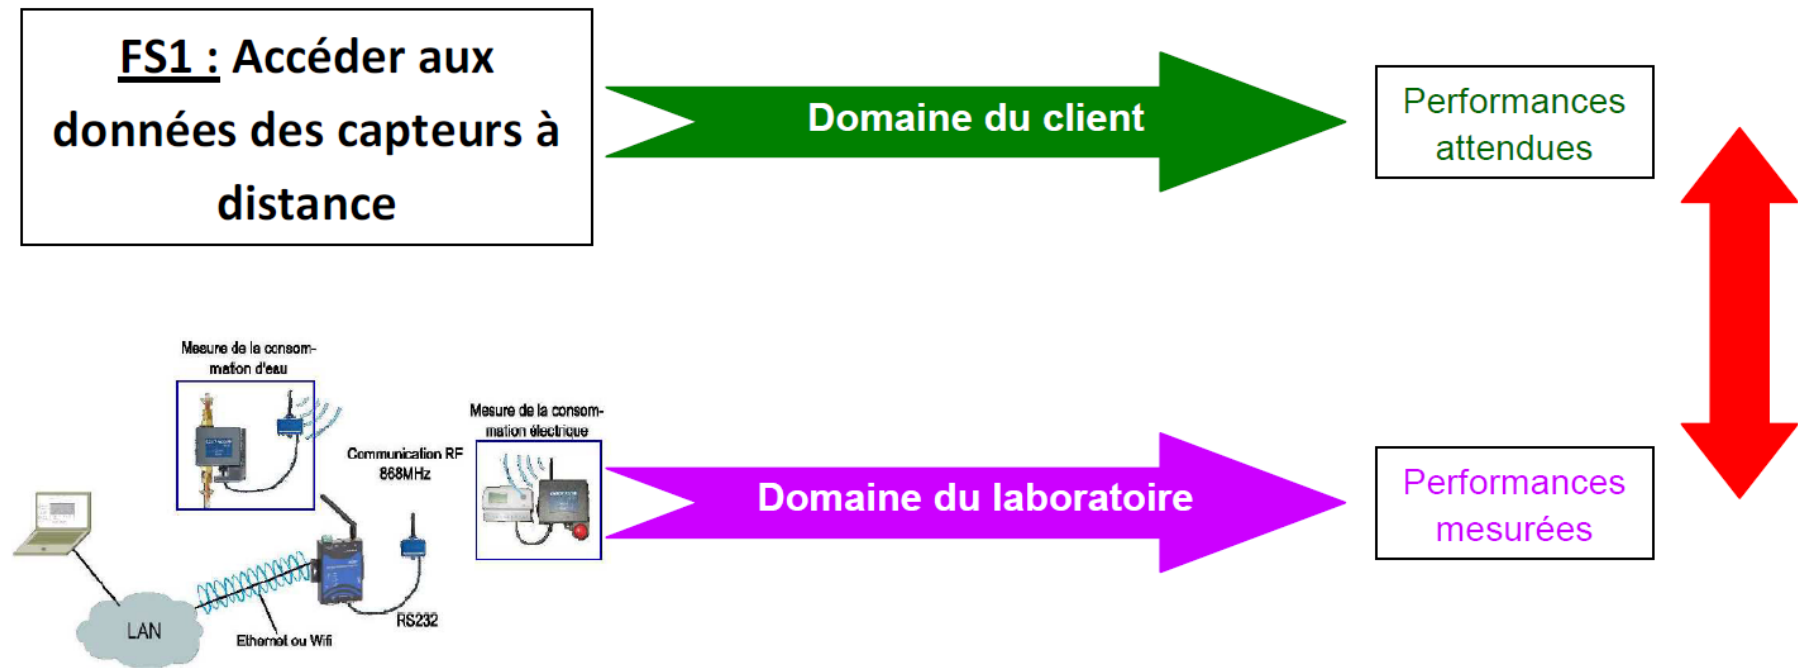 FS1 : Accéder aux
données des capteurs à
distance
Domaine du client
Performances
attendues
Mesure de la consom-
mation d'eau
Mesure de la consom-
mation électrique
Communication RF
868MHz
Domaine du laboratoire
Performances
mesurées
RS232
LAN
Ethernet ou Wifi